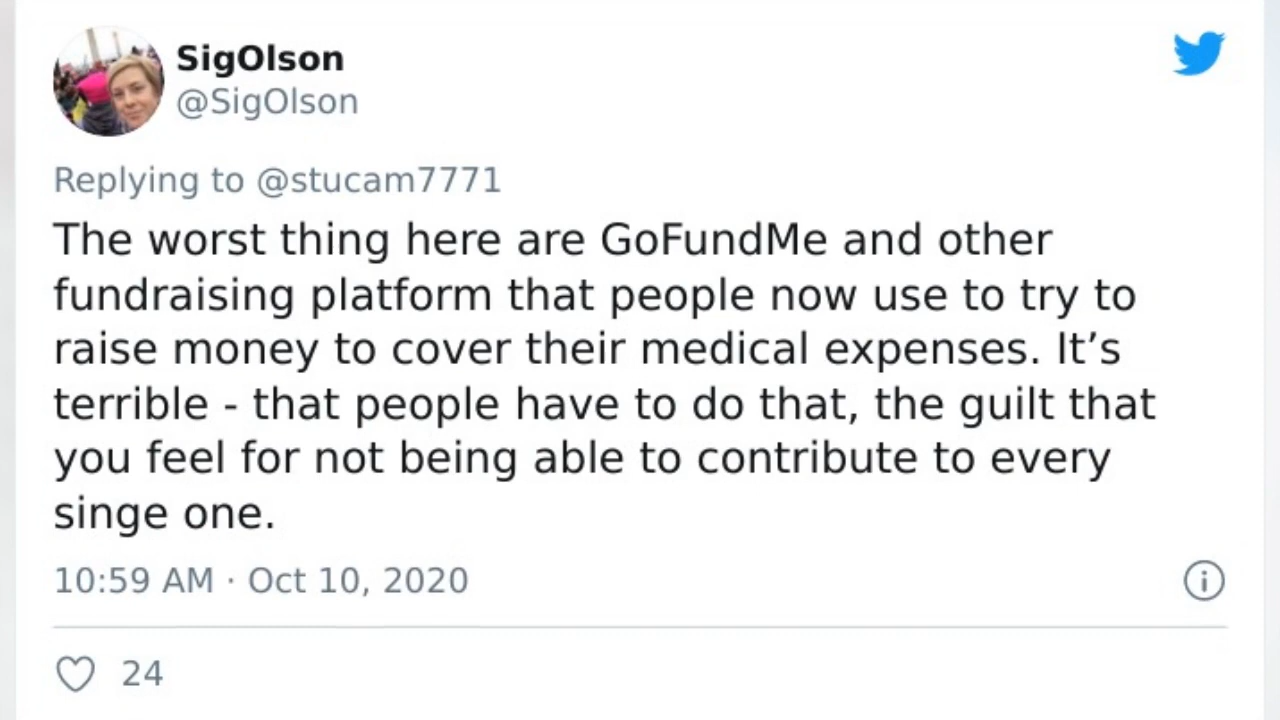 SigOlson
@SigOlson
Replying to @stucam7771
The worst thing here are GoFundMe and other
fundraising platform that people now use to try to
raise money to cover their medical expenses. It’s
terrible - that people have to do that, the guilt that
you feel for not being able to contribute to every
singe one.
10:59 AM · Oct 10, 2020
24